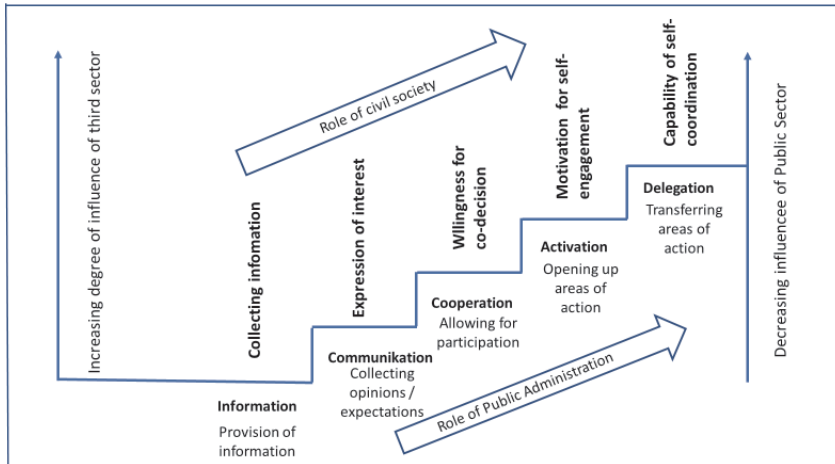 Increasing degree of influence of third sector
Role of civil society
Collecting infomation
Expression of interest
Wllingness for
co-decision
Motivation for self-
engagement
Capability of self-
coordination
Information
Provision of
information
Communikation
Collecting
opinions /
expectations
Cooperation
Allowing for
participation
Activation
Opening up
areas of
action
Delegation
Transferring
areas of
action
Role of Public Administration
Decreasing influencee of Public Sector